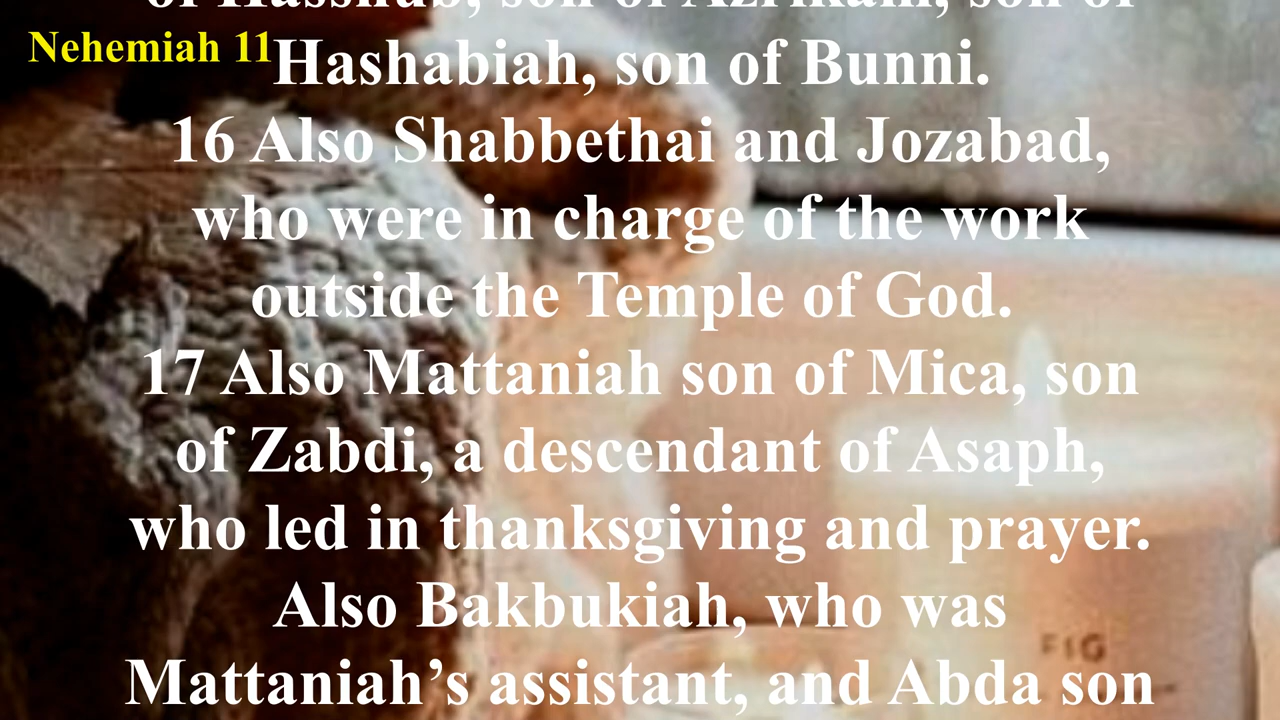 of Hasshub, son of Azrikam, son of
Nehemiah 11
Hashabiah, son of Bunni.
16 Also Shabbethai and Jozabad,
who were in charge of the work
outside the Temple of God.
17 Also Mattaniah son of Mica, son
of Zabdi, a descendant of Asaph,
who led in thanksgiving and prayer.
Also Bakbukiah, who was
FIG
Mattaniah’s assistant, and Abda son